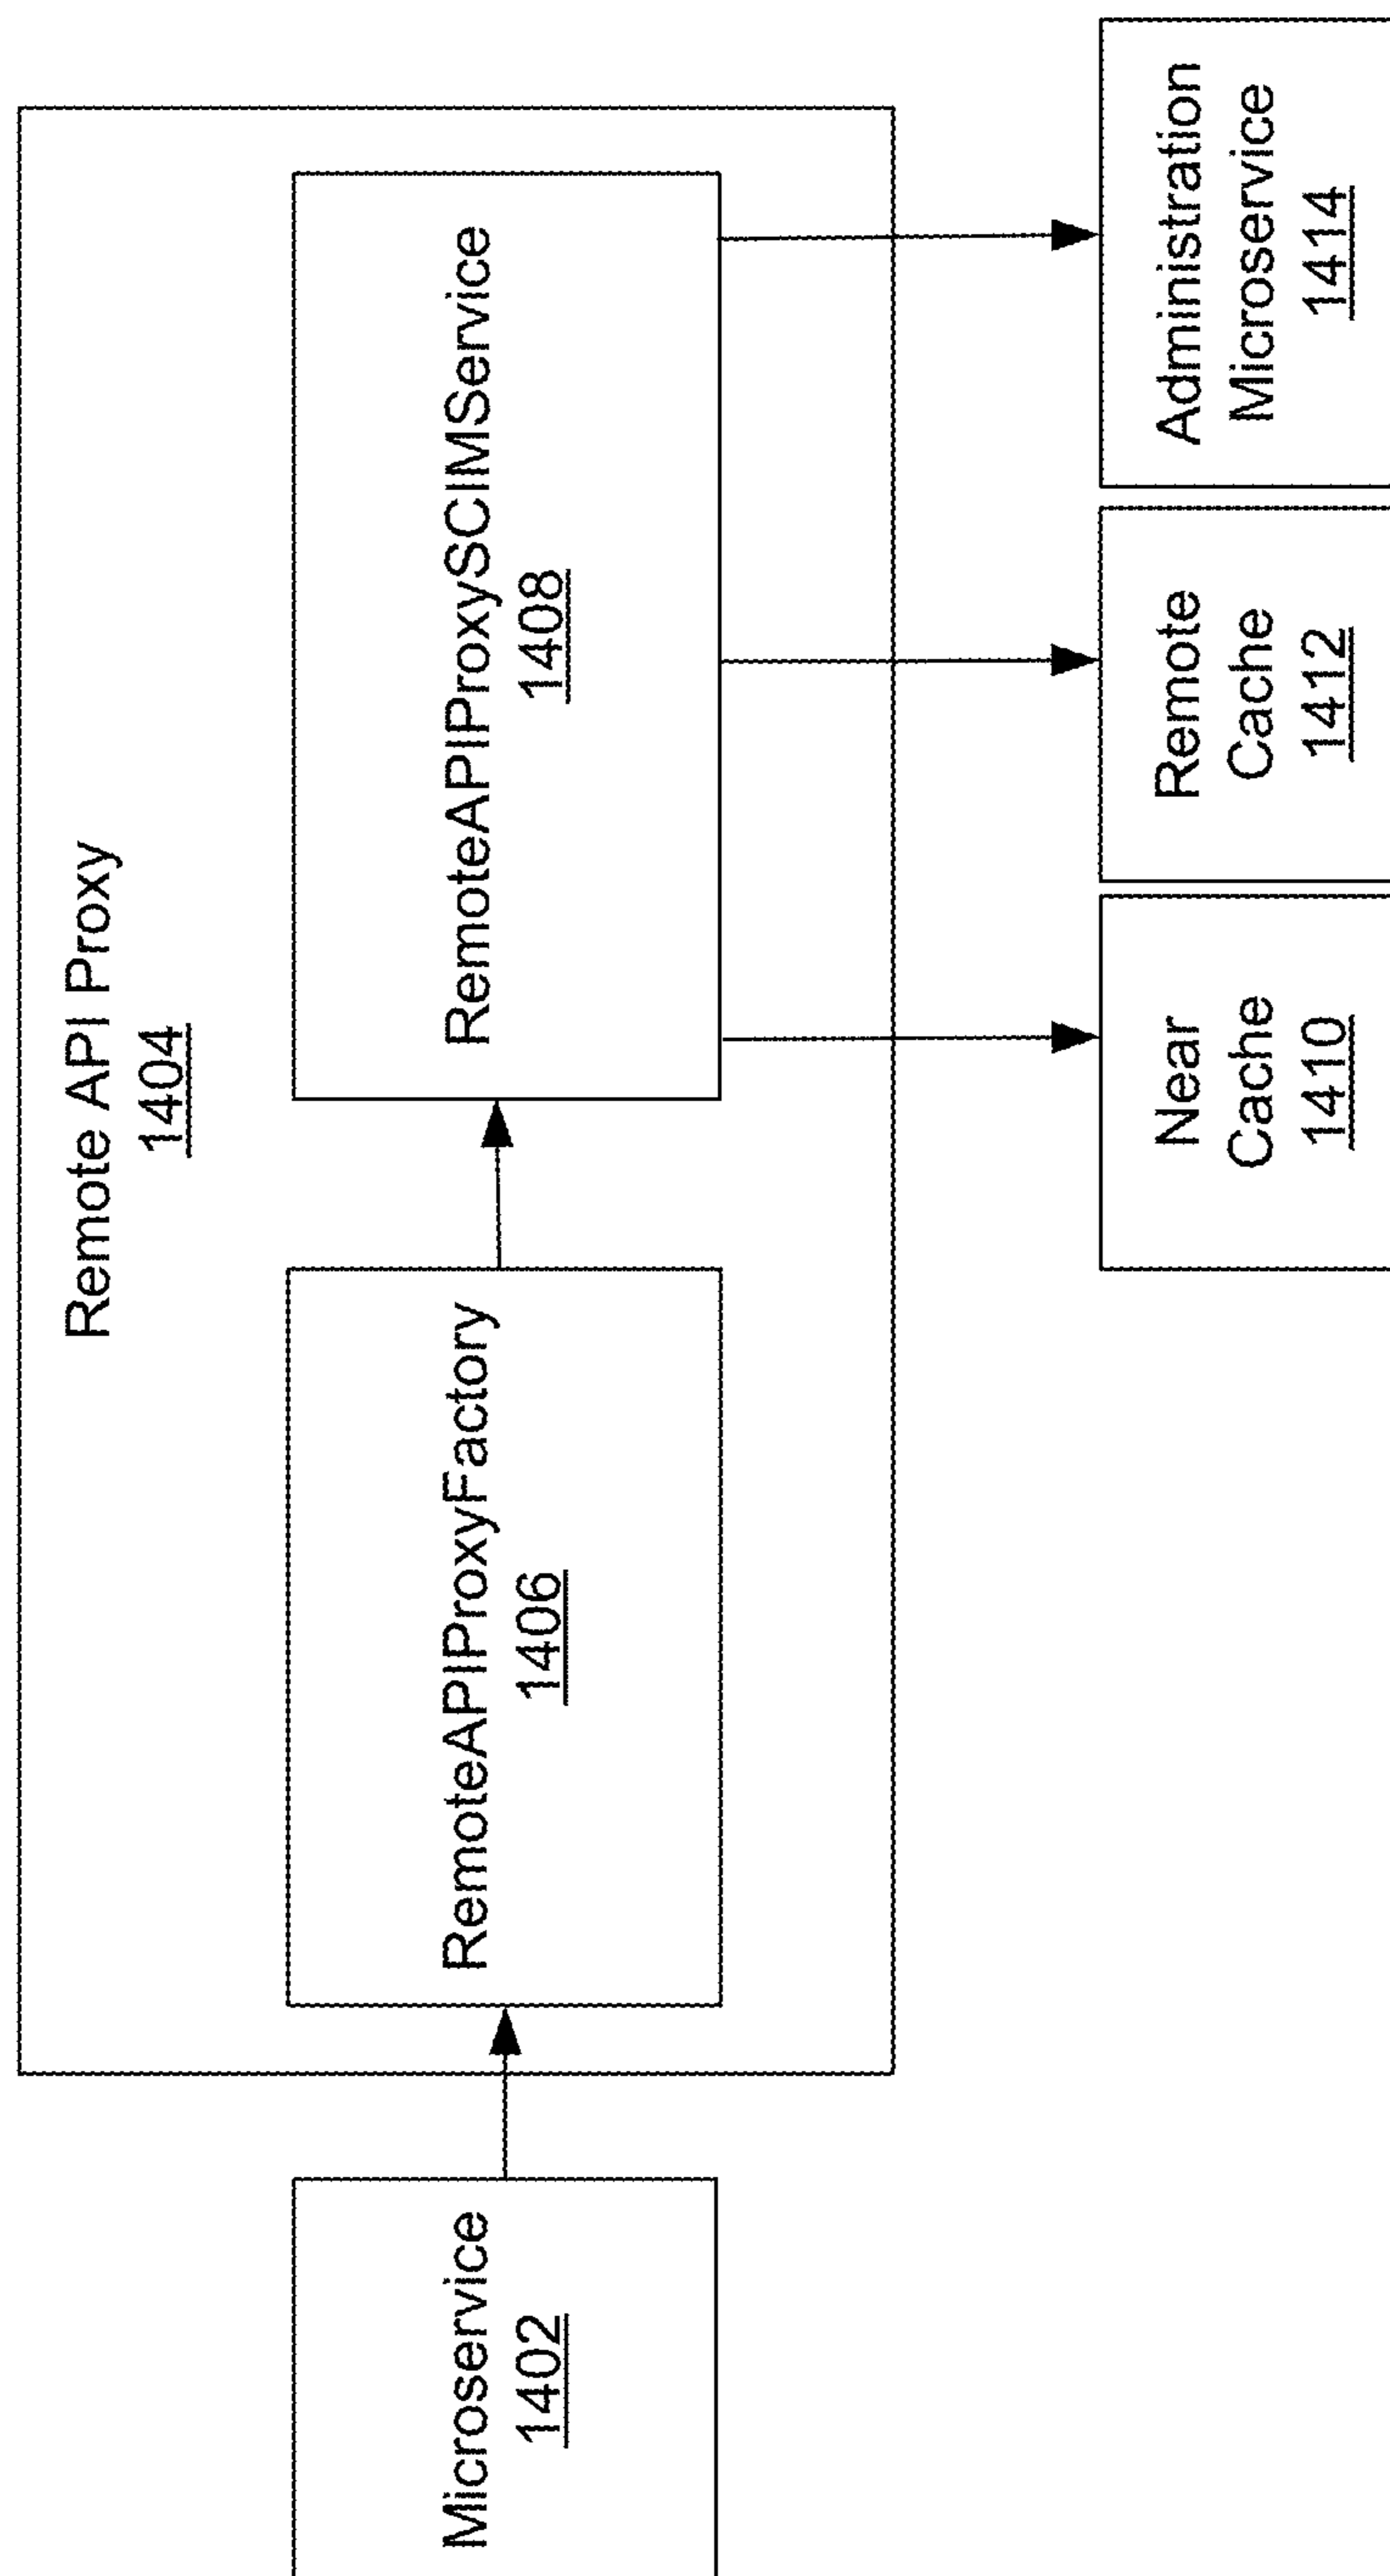 Remote API Proxy
1404
Microservice
1402
RemoteAPIProxyFactory
1406
RemoteAPIProxySCIMService
1408
Near
Cache
1410
Remote
Cache
1412
Administration
Microservice
1414